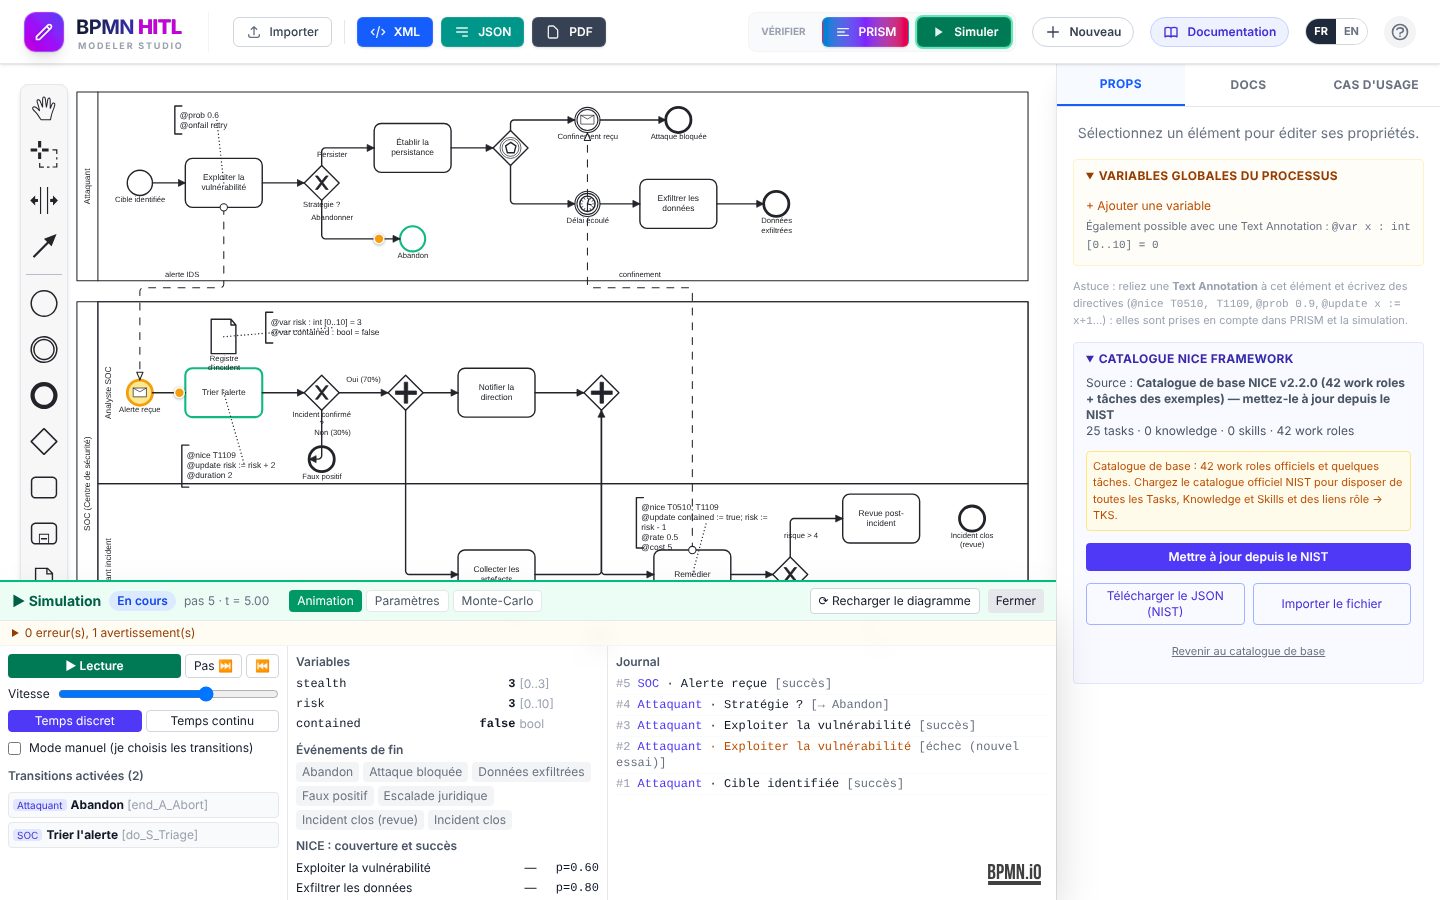 BPMN HITL
MODELER STUDIO
Importer
XML
JSON
PDF
VÉRIFIER
PRISM
Simuler
Nouveau
Documentation
FR
EN
PROPS
DOCS
CAS D'USAGE
Attaquant
@prob 0.6
@onfail retry
Cible identifiée
Exploiter la
vulnérabilité
Persister
Stratégie ?
Abandonner
Abandon
Établir la
persistance
Confinement reçu
Attaque bloquée
Délai écoulé
Exfiltrer les
données
Données
exfiltrées
alerte IDS
confinement
SOC (Centre de sécurité)
Analyste SOC
@var risk : int [0..10] = 3
@var contained : bool = false
Registre
d'incident
Alerte reçue
Trier l'alerte
Oui (70%)
Incident confirmé
?
Non (30%)
Faux positif
Notifier la
direction
@nice T1109
@update risk := risk + 2
@duration 2
ant incident
Collecter les
artefacts
@nice T0510, T1109
@update contained := true; risk :=
risk - 1
@rate 0.5
@cost 5
Remédier
risque > 4
Revue post-
incident
Incident clos
(revue)
Simulation
En cours
pas 5 · t = 5.00
Animation
Paramètres
Monte-Carlo
⟳ Recharger le diagramme
Fermer
▶ 0 erreur(s), 1 avertissement(s)
▶ Lecture
Pas ⏩
⏪
Vitesse
Temps discret
Temps continu
Mode manuel (je choisis les transitions)
Transitions activées (2)
Attaquant Abandon [end_A_Abort]
SOC Trier l'alerte [do_S_Triage]
Variables
stealth 3 [0..3]
risk 3 [0..10]
contained false bool
Événements de fin
Abandon
Attaque bloquée
Données exfiltrées
Faux positif
Escalade juridique
Incident clos (revue)
Incident clos
NICE : couverture et succès
Exploiter la vulnérabilité — p=0.60
Exfiltrer les données — p=0.80
Journal
#5 SOC · Alerte reçue [succès]
#4 Attaquant · Stratégie ? [→ Abandon]
#3 Attaquant · Exploiter la vulnérabilité [succès]
#2 Attaquant · Exploiter la vulnérabilité [échec (nouvel
essai)]
#1 Attaquant · Cible identifiée [succès]
BPMN.iO
Sélectionnez un élément pour éditer ses propriétés.
▼ VARIABLES GLOBALES DU PROCESSUS
+ Ajouter une variable
Également possible avec une Text Annotation : @var x : int
[0..10] = 0
Astuce : reliez une Text Annotation à cet élément et écrivez des
directives (@nice T0510, T1109, @prob 0.9, @update x :=
x+1…) : elles sont prises en compte dans PRISM et la simulation.
▼ CATALOGUE NICE FRAMEWORK
Source : Catalogue de base NICE v2.2.0 (42 work roles
+ tâches des exemples) — mettez-le à jour depuis le
NIST
25 tasks · 0 knowledge · 0 skills · 42 work roles
Catalogue de base : 42 work roles officiels et quelques
tâches. Chargez le catalogue officiel NIST pour disposer de
toutes les Tasks, Knowledge et Skills et des liens rôle →
TKS.
Mettre à jour depuis le NIST
Télécharger le JSON
(NIST)
Importer le fichier
Revenir au catalogue de base